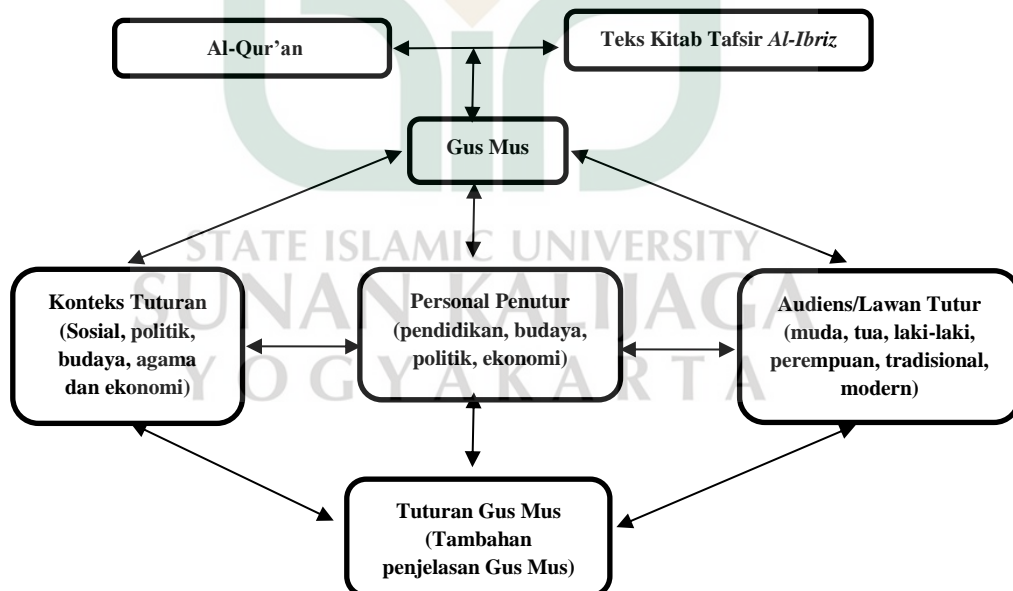 Al-Qur’an
Teks Kitab Tafsir Al-Ibriz
Gus Mus
STATE ISLAMIC UNIVERSITY
SUNAN KALIJAGA
YOGYAKARTA
Konteks Tuturan
(Sosial, politik,
budaya, agama
dan ekonomi)
Personal Penutur
(pendidikan, budaya,
politik, ekonomi)
Audiens/Lawan Tutur
(muda, tua, laki-laki,
perempuan, tradisional,
modern)
Tuturan Gus Mus
(Tambahan
penjelasan Gus Mus)